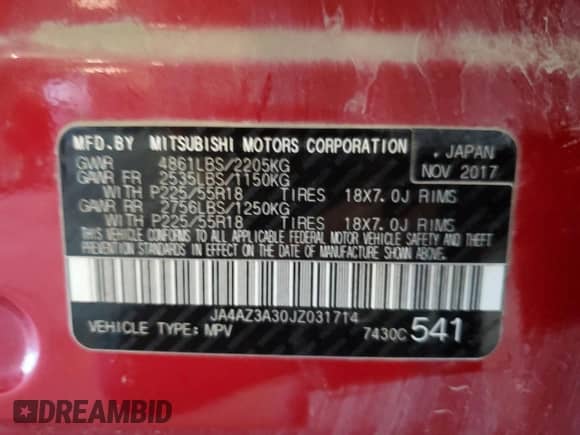 MFD.BY MITSUBISHI MOTORS CORPORATION
GVWR 4861LBS/2205KG
, JAPAN
GAWR FR 2535LBS/1150KG
NOV 2017
WITH P225/55R18 TIRES 18X7.0J RIMS
GAWR RR 2756LBS/1250KG
WITH P225/55R18 TIRES 18X7.0J RIMS
THIS VEHICLE CONFORMS TO ALL APPLICABLE FEDERAL MOTOR VEHICLE SAFETY AND THEFT
PREVENTION STANDARDS IN EFFECT ON THE DATE OF MANUFACTURE SHOWN ABOVE.
JA4AZ3A30JZ031714
VEHICLE TYPE: MPV 7430C 541
DREAMBID